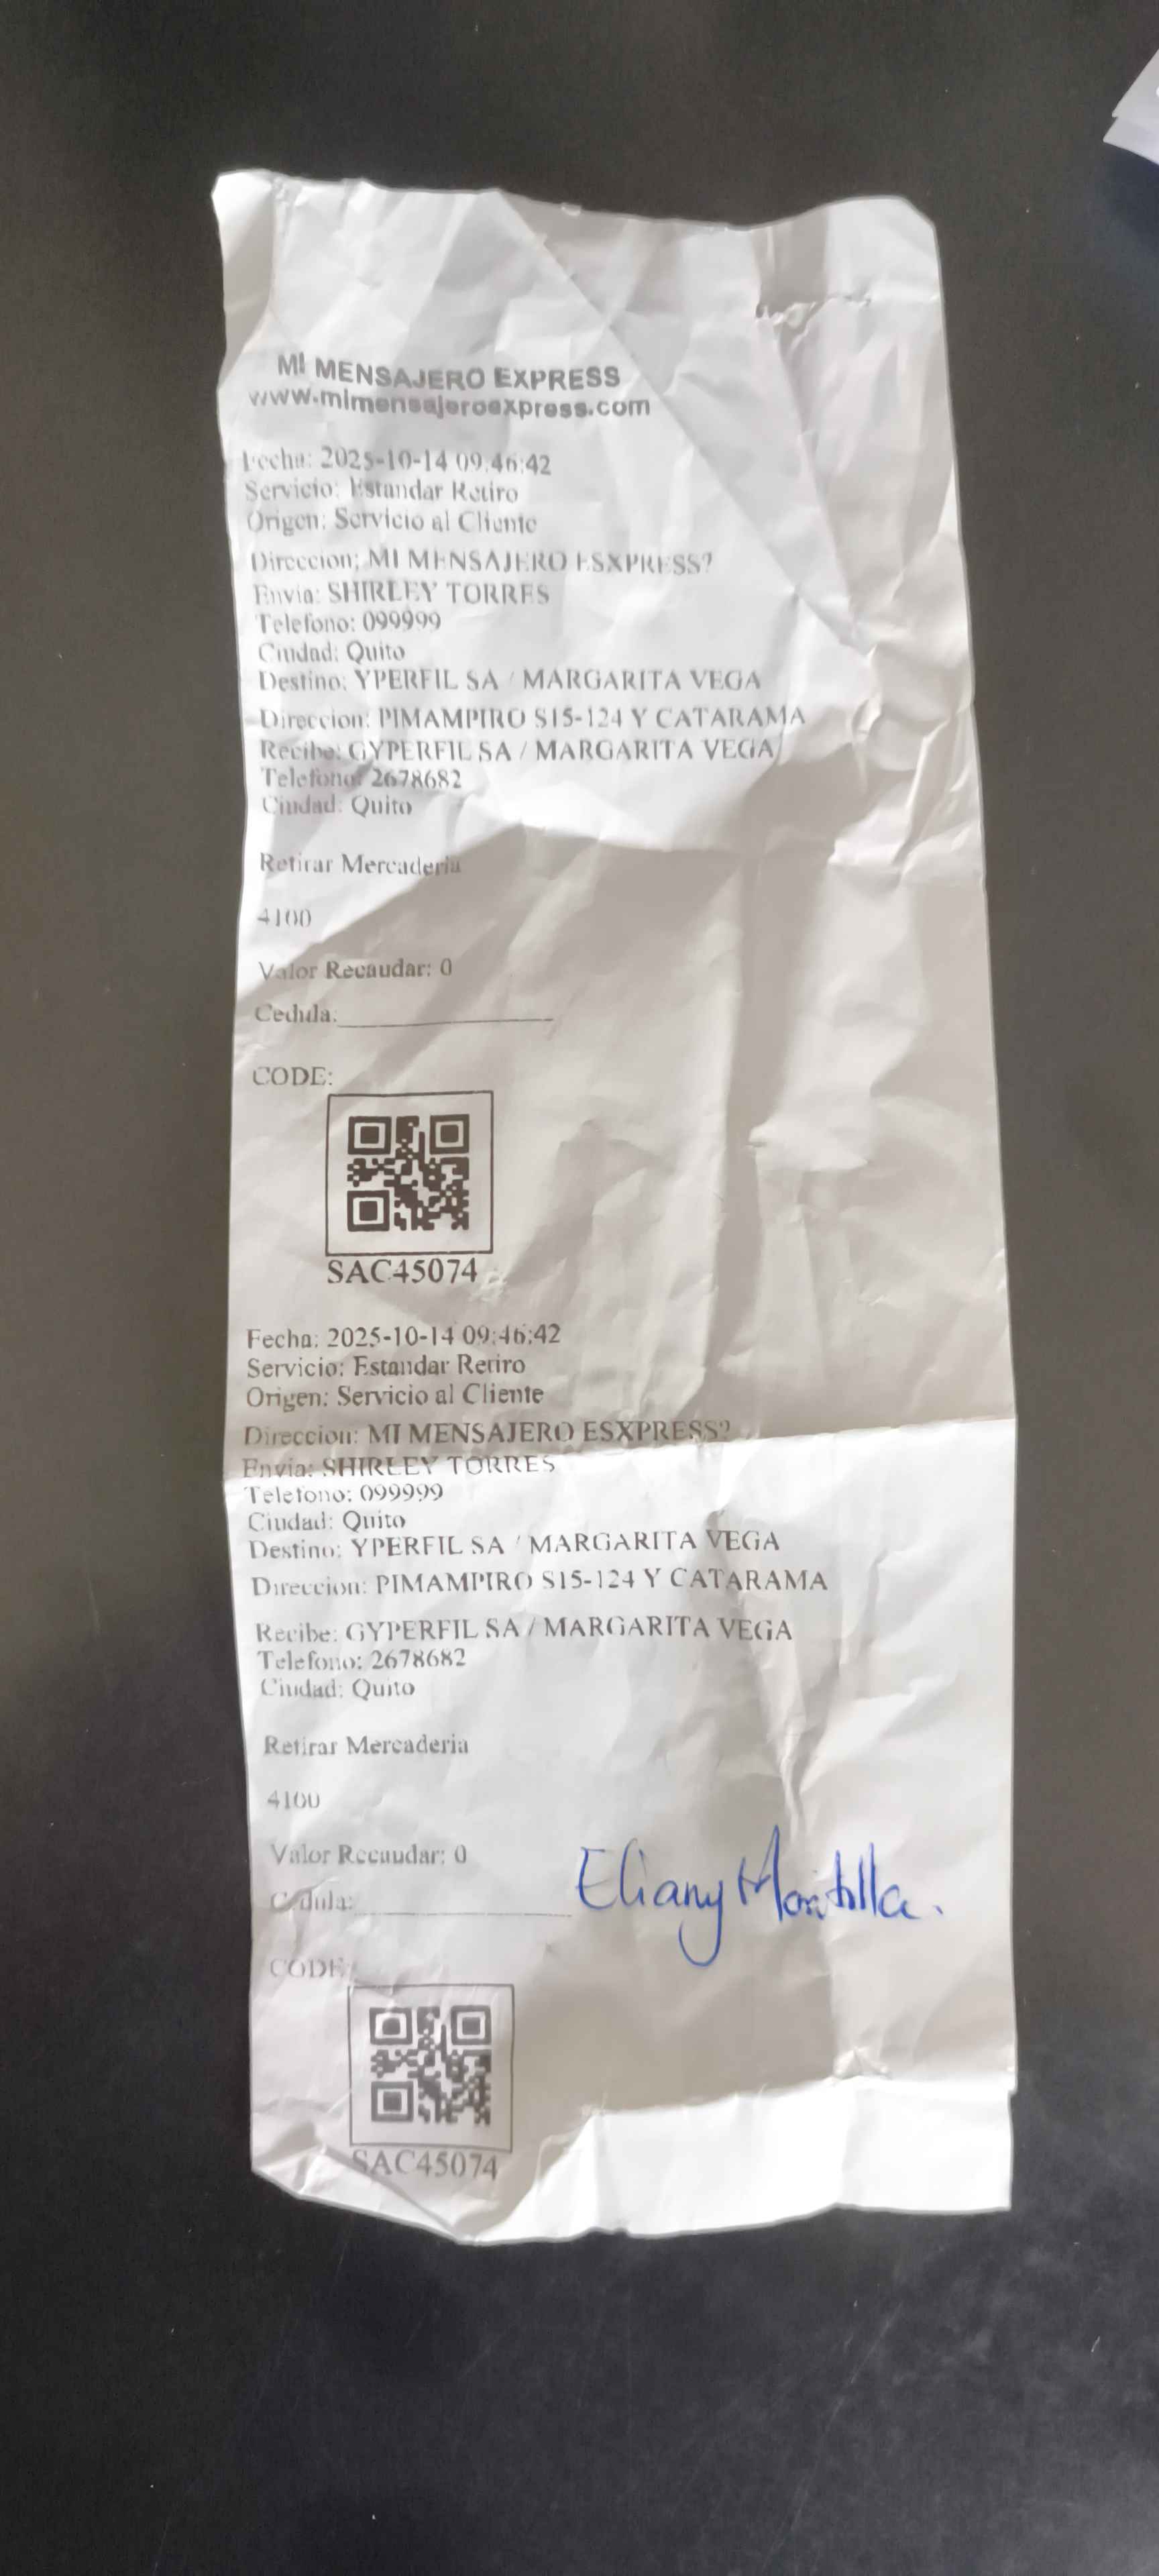 MI MENSAJERO EXPRESS
www.mimensajeroexpress.com
Fecha: 2025-10-14 09:46:42
Servicio: Estandar Retiro
Origen: Servicio al Cliente
Direccion: MI MENSAJERO ESXPRESS?
Envia: SHIRLEY TORRES
Telefono: 099999
Ciudad: Quito
Destino: YPERFIL SA / MARGARITA VEGA
Direccion: PIMAMPIRO S15-124 Y CATARAMA
Recibe: GYPERFIL SA / MARGARITA VEGA
Telefono: 2678682
Ciudad: Quito
Retirar Mercaderia
4100
Valor Recaudar: 0
Cedula:
CODE:
SAC45074
Fecha: 2025-10-14 09:46:42
Servicio: Estandar Retiro
Origen: Servicio al Cliente
Direccion: MI MENSAJERO ESXPRESS?
Envia: SHIRLEY TORRES
Telefono: 099999
Ciudad: Quito
Destino: YPERFIL SA / MARGARITA VEGA
Direccion: PIMAMPIRO S15-124 Y CATARAMA
Recibe: GYPERFIL SA / MARGARITA VEGA
Telefono: 2678682
Ciudad: Quito
Retirar Mercaderia
4100
Valor Recaudar: 0
Cedula: Eliany Montilla.
CODE:
SAC45074